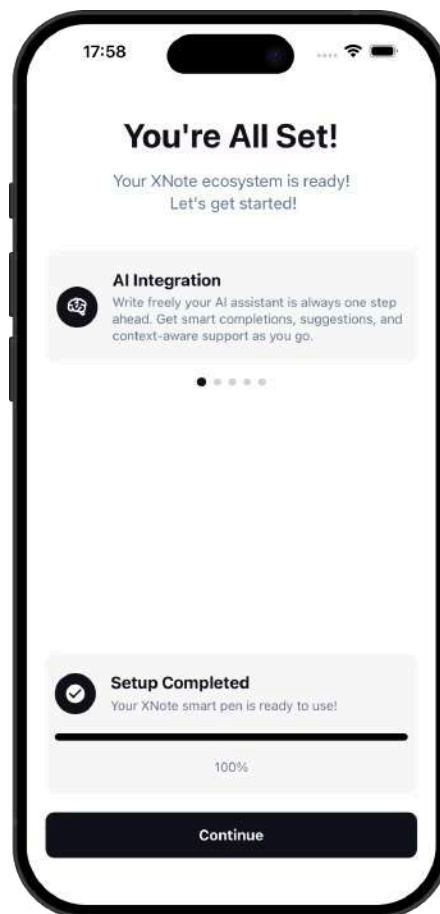 17:58
You're All Set!
Your XNote ecosystem is ready!
Let's get started!
AI Integration
Write freely your AI assistant is always one step
ahead. Get smart completions, suggestions, and
context-aware support as you go.
Setup Completed
Your XNote smart pen is ready to use!
100%
Continue